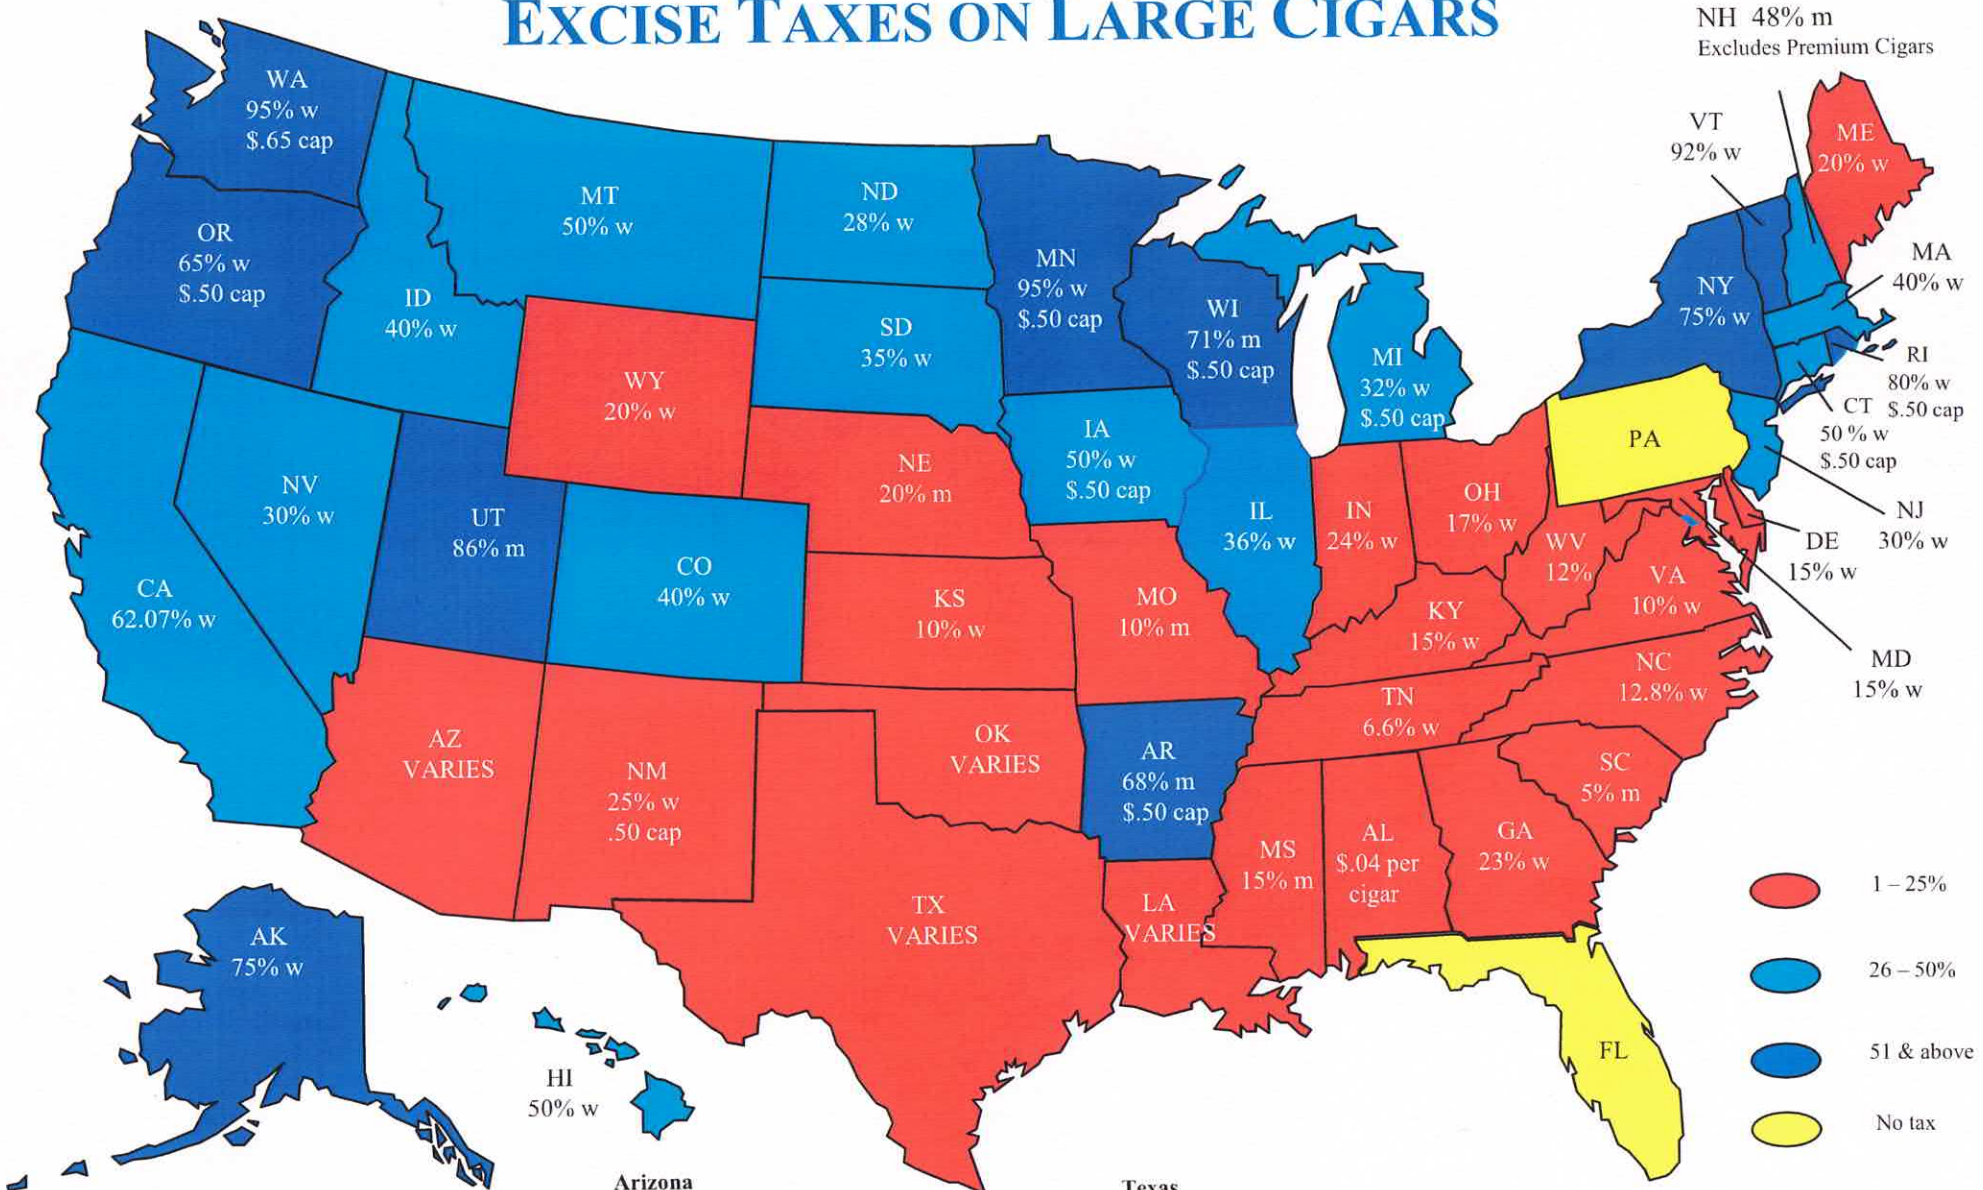 EXCISE TAXES ON LARGE CIGARS
NH 48% m
Excludes Premium Cigars
WA
95% w
$.65 cap
VT
92% w
ME
20% w
MT
50% w
ND
28% w
OR
65% w
$.50 cap
ID
40% w
MN
95% w
$.50 cap
WI
71% m
$.50 cap
NY
75% w
MA
40% w
SD
35% w
MI
32% w
$.50 cap
RI
80% w
$.50 cap
WY
20% w
CT
50 % w
$.50 cap
IA
50% w
$.50 cap
PA
NE
20% m
NV
30% w
UT
86% m
IL
36% w
IN
24% w
OH
17% w
NJ
30% w
WV
12%
DE
15% w
CO
40% w
CA
62.07% w
KS
10% w
MO
10% m
KY
15% w
VA
10% w
MD
15% w
NC
12.8% w
TN
6.6% w
AZ
VARIES
NM
25% w
.50 cap
OK
VARIES
AR
68% m
$.50 cap
SC
5% m
MS
15% m
AL
$.04 per
cigar
GA
23% w
TX
VARIES
LA
VARIES
AK
75% w
HI
50% w
FL
1 – 25%
26 – 50%
51 & above
No tax
Arizona
Texas